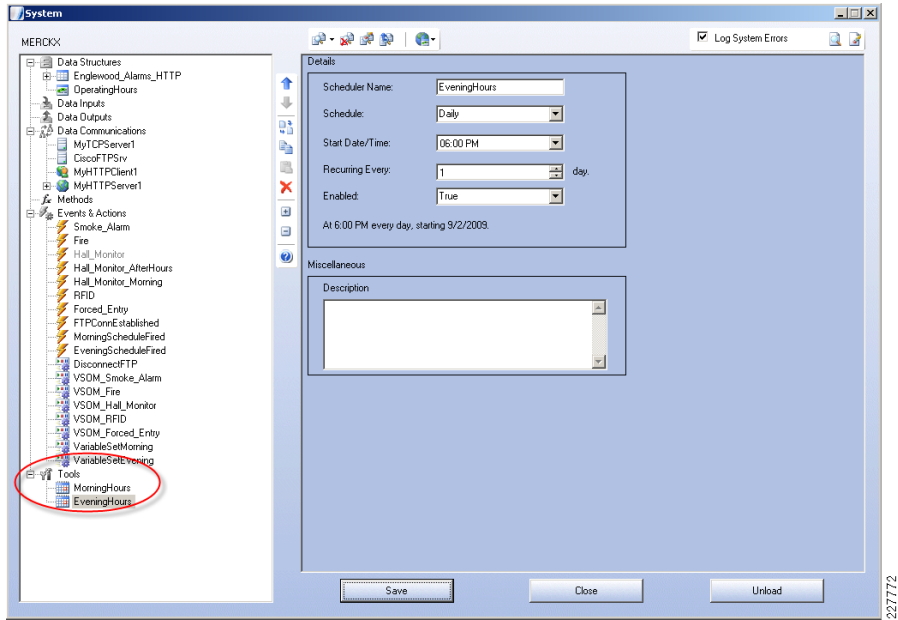 System
MERCKX
Log System Errors
Data Structures
Englewood_Alarms_HTTP
OperatingHours
Data Inputs
Data Outputs
Data Communications
MyTCPServer1
CiscoFTPSrv
MyHTTPClient1
MyHTTPServer1
Methods
Events & Actions
Smoke_Alarm
Fire
Hall_Monitor
Hall_Monitor_AfterHours
Hall_Monitor_Morning
RFID
Forced_Entry
FTPConnEstablished
MorningScheduleFired
EveningScheduleFired
DisconnectFTP
VSOM_Smoke_Alarm
VSOM_Fire
VSOM_Hall_Monitor
VSOM_RFID
VSOM_Forced_Entry
VariableSetMorning
VariableSetEvening
Tools
MorningHours
EveningHours
Details
Scheduler Name: EveningHours
Schedule: Daily
Start Date/Time: 06:00 PM
Recurring Every: 1 day.
Enabled: True
At 6:00 PM every day, starting 9/2/2009.
Miscellaneous
Description
Save Close Unload
227772